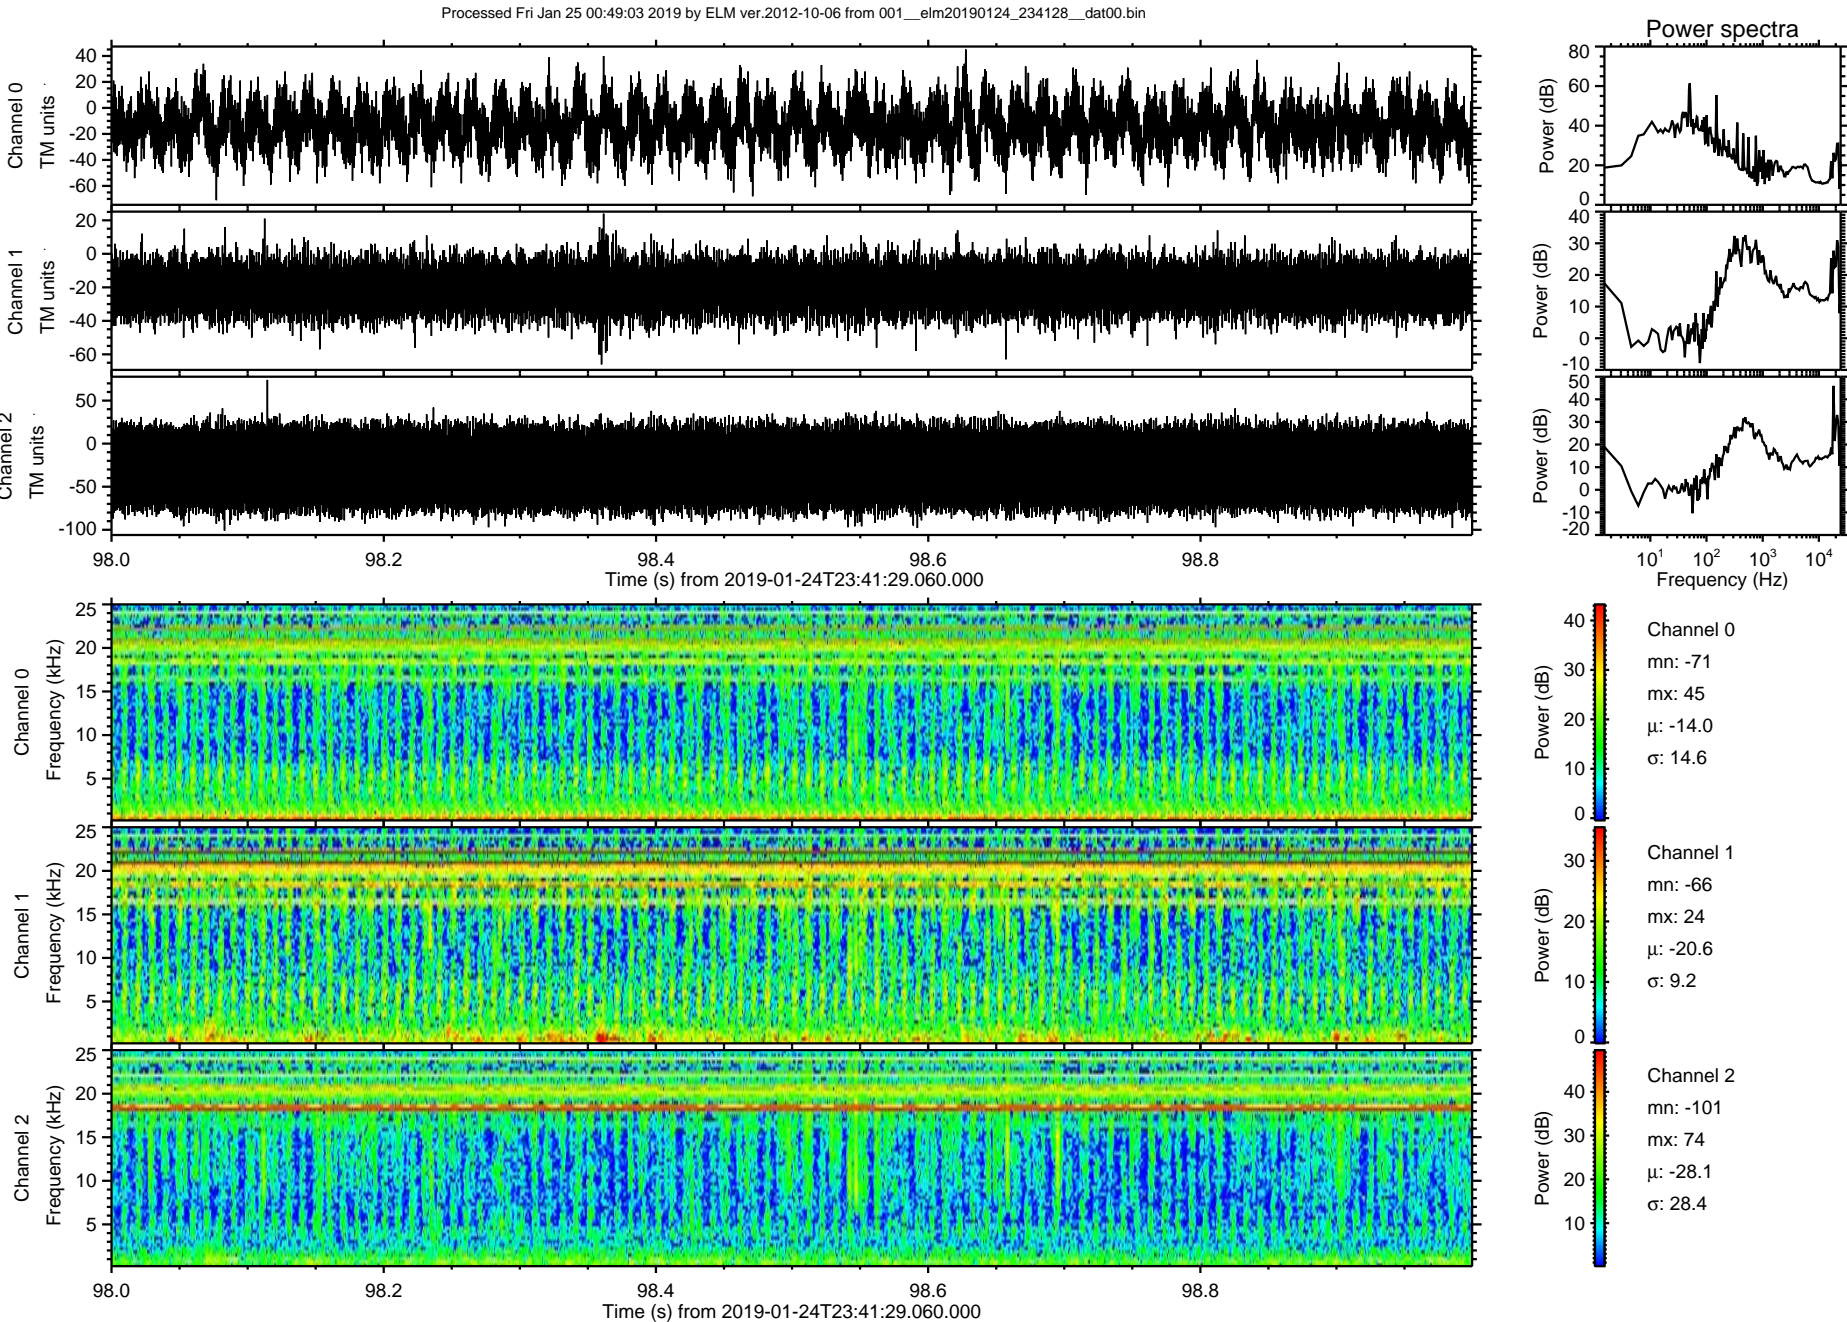 Processed Fri Jan 25 00:49:03 2019 by ELM ver.2012-10-06 from 001__elm20190124_234128__dat00.bin
Power spectra
Channel 0
TM units
40
20
0
-20
-40
-60
Power (dB)
80
60
40
20
0
Channel 1
TM units
20
0
-20
-40
-60
Power (dB)
40
30
20
10
0
-10
Channel 2
TM units
50
0
-50
-100
Power (dB)
50
40
30
20
10
0
-10
-20
98.0 98.2 98.4 98.6 98.8
Time (s) from 2019-01-24T23:41:29.060.000
10¹ 10² 10³ 10⁴
Frequency (Hz)
Channel 0
Frequency (kHz)
25
20
15
10
5
Power (dB)
40
30
20
10
0
Channel 0
mn: -71
mx: 45
μ: -14.0
σ: 14.6
Channel 1
Frequency (kHz)
25
20
15
10
5
Power (dB)
30
20
10
0
Channel 1
mn: -66
mx: 24
μ: -20.6
σ: 9.2
Channel 2
Frequency (kHz)
25
20
15
10
5
Power (dB)
40
30
20
10
Channel 2
mn: -101
mx: 74
μ: -28.1
σ: 28.4
98.0 98.2 98.4 98.6 98.8
Time (s) from 2019-01-24T23:41:29.060.000